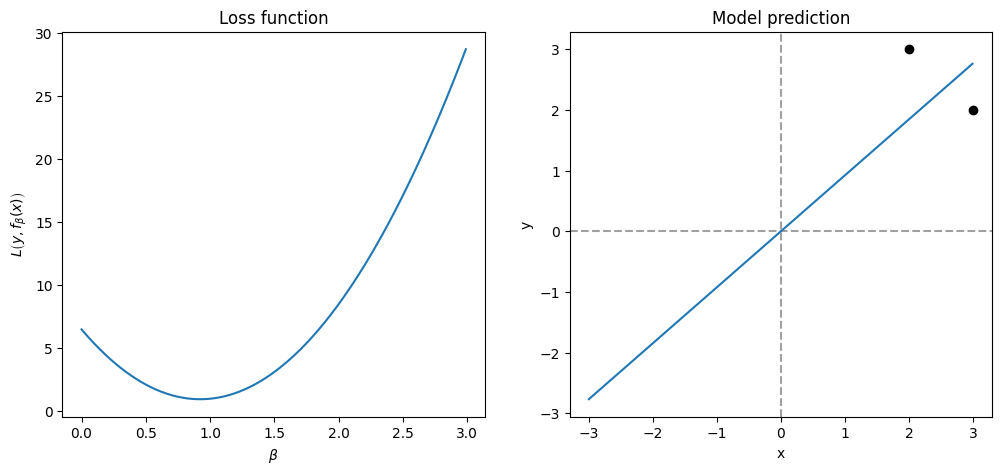 Loss function
30
25
20
15
10
5
0
L(y, f_β(x))
0.0 0.5 1.0 1.5 2.0 2.5 3.0
β
Model prediction
3
2
1
0
−1
−2
−3
y
−3 −2 −1 0 1 2 3
x